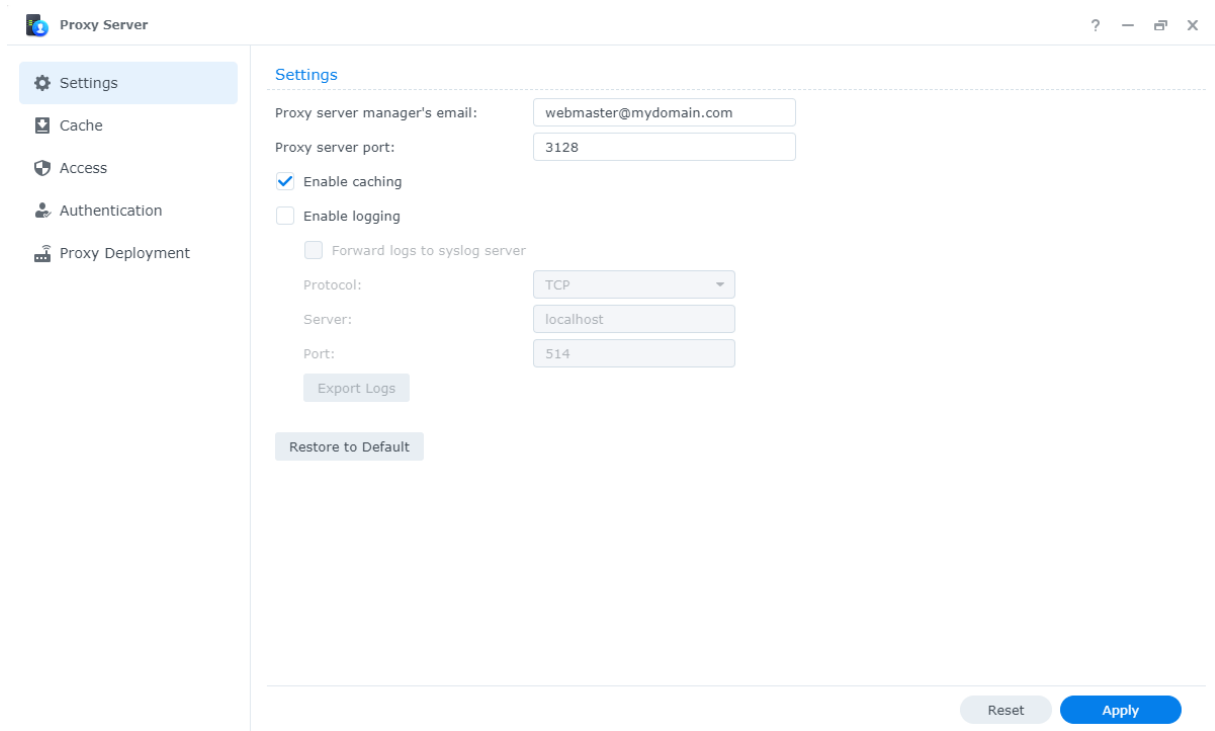 Proxy Server
?
Settings
Cache
Access
Authentication
Proxy Deployment
Settings
Proxy server manager's email: webmaster@mydomain.com
Proxy server port: 3128
Enable caching
Enable logging
Forward logs to syslog server
Protocol: TCP
Server: localhost
Port: 514
Export Logs
Restore to Default
Reset Apply